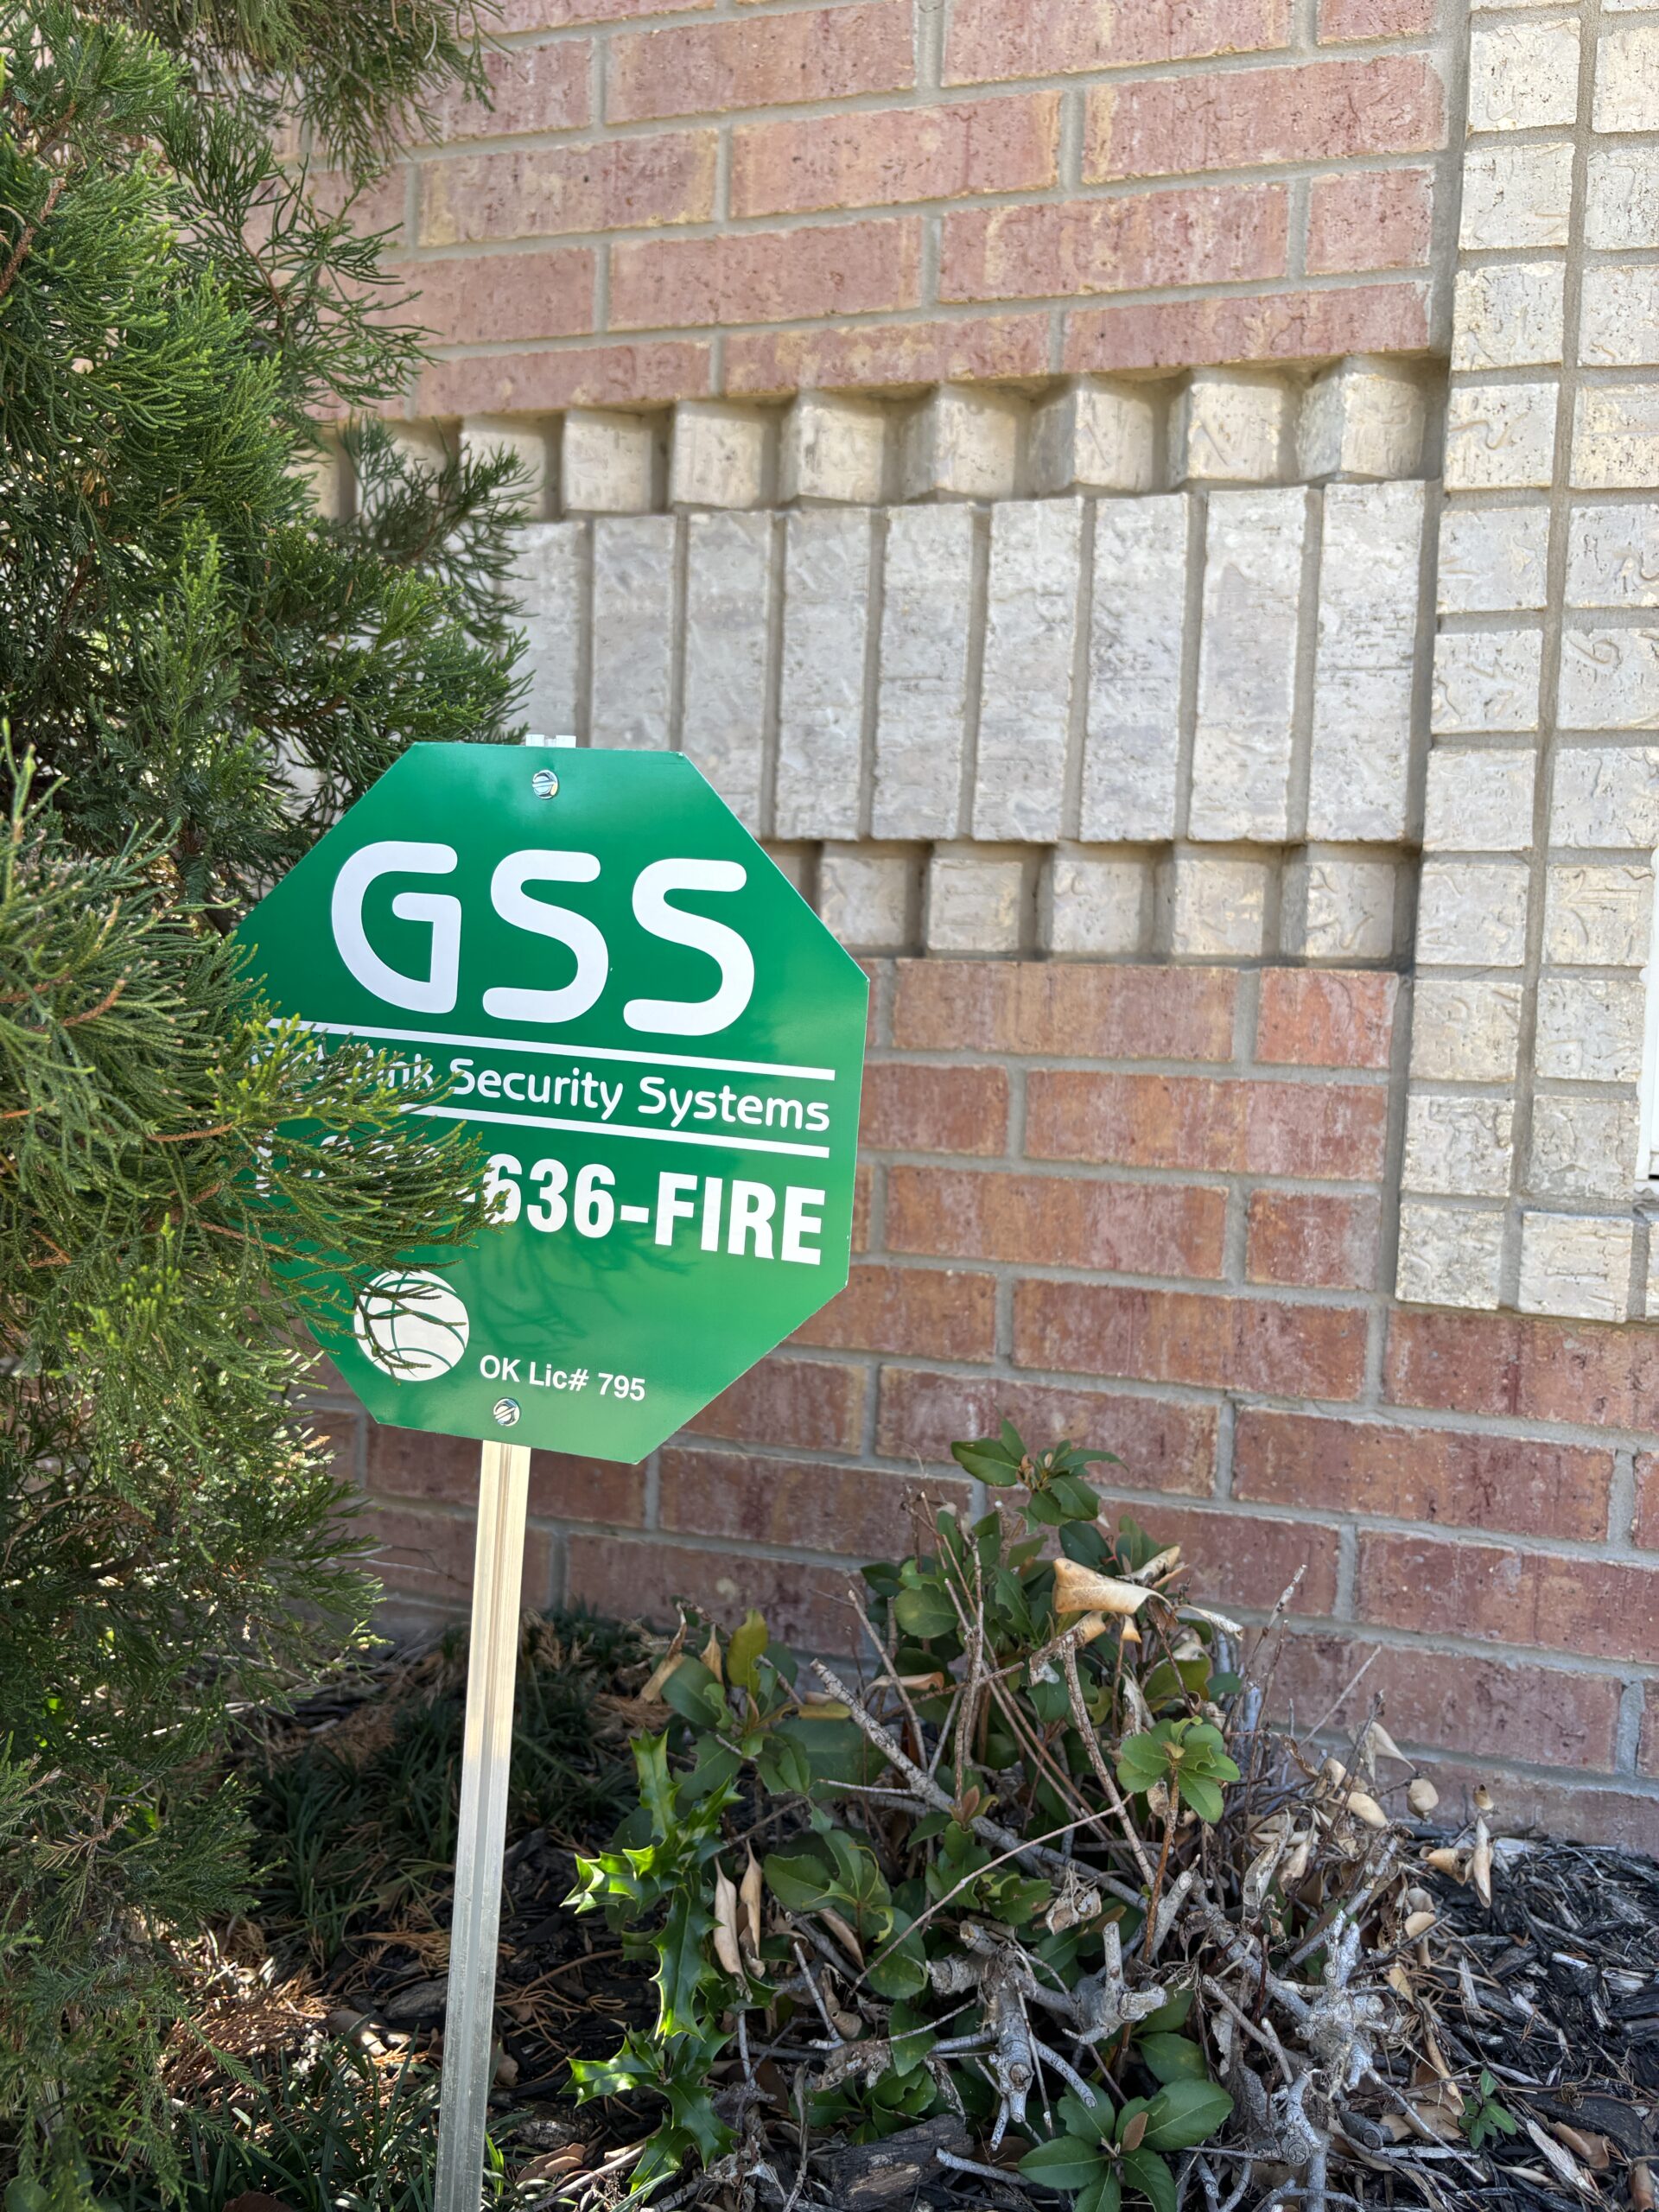 GSS
Security Systems
636-FIRE
OK Lic# 795